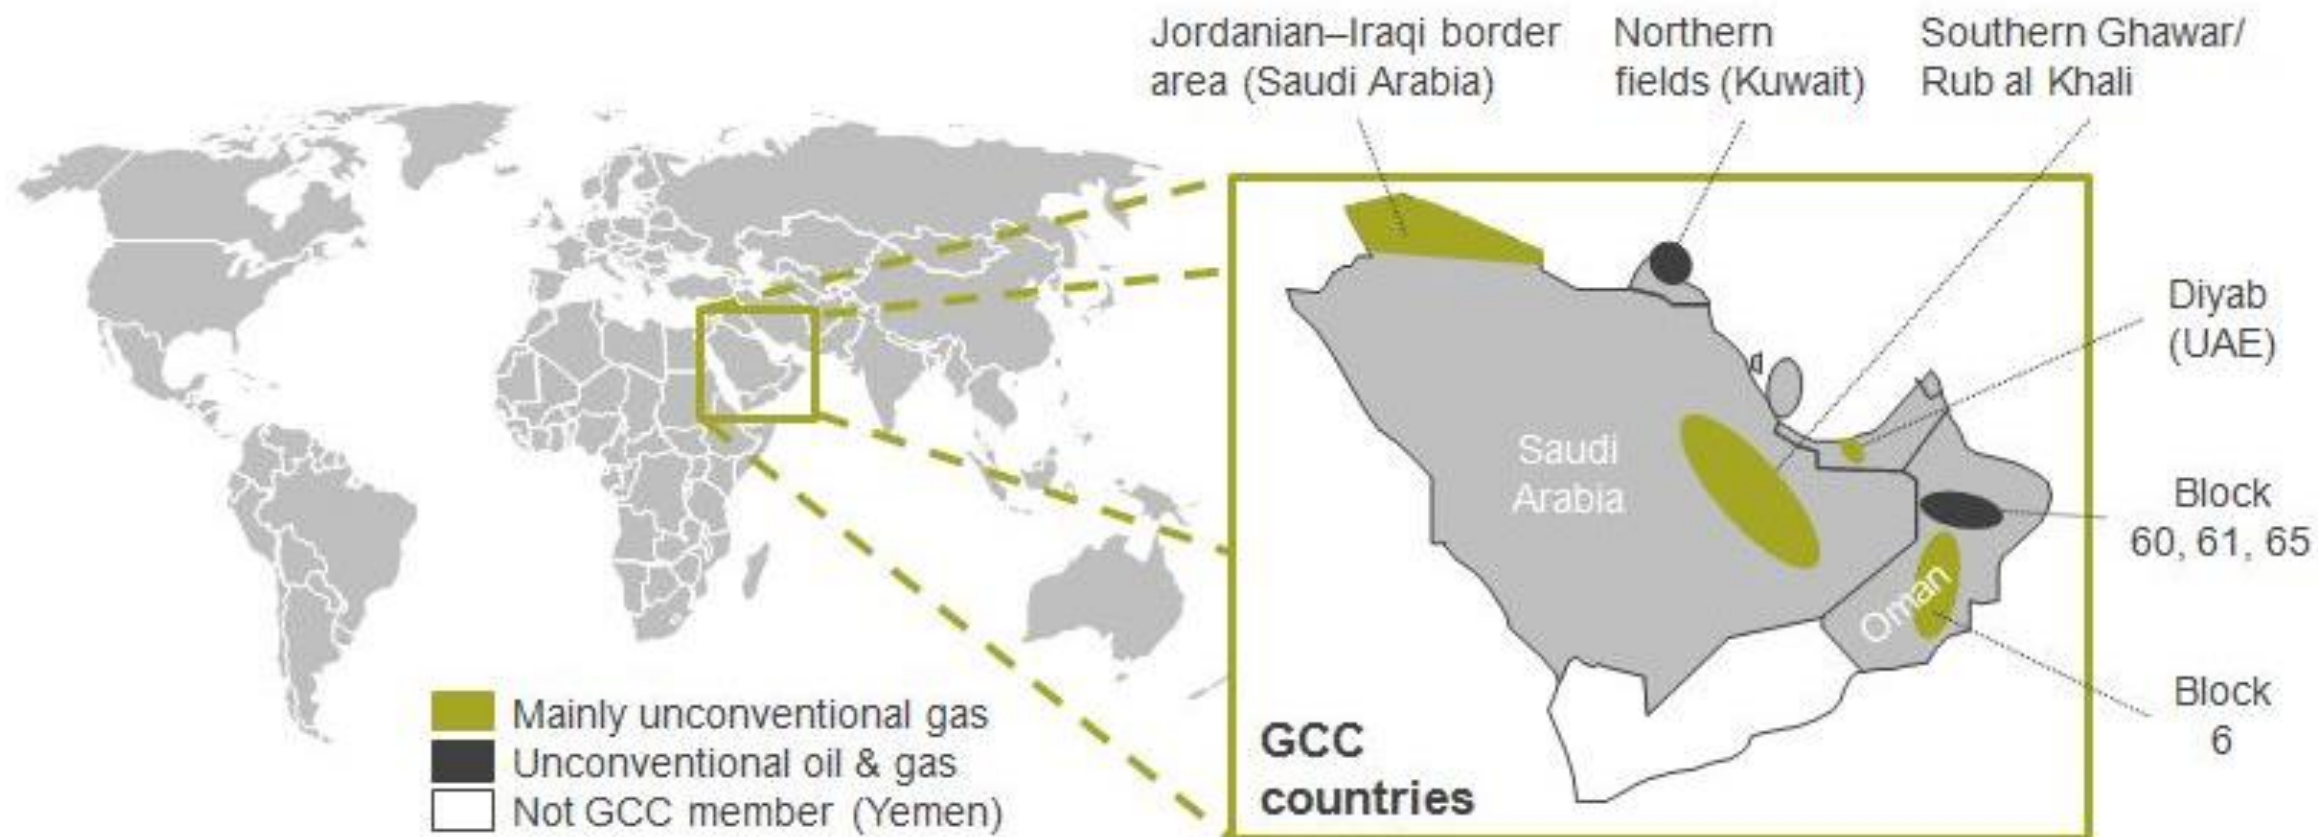 Jordanian–Iraqi border
area (Saudi Arabia)
Northern
fields (Kuwait)
Southern Ghawar/
Rub al Khali
Diyab
(UAE)
Saudi
Arabia
Block
60, 61, 65
Oman
Block
6
GCC
countries
Mainly unconventional gas
Unconventional oil & gas
Not GCC member (Yemen)